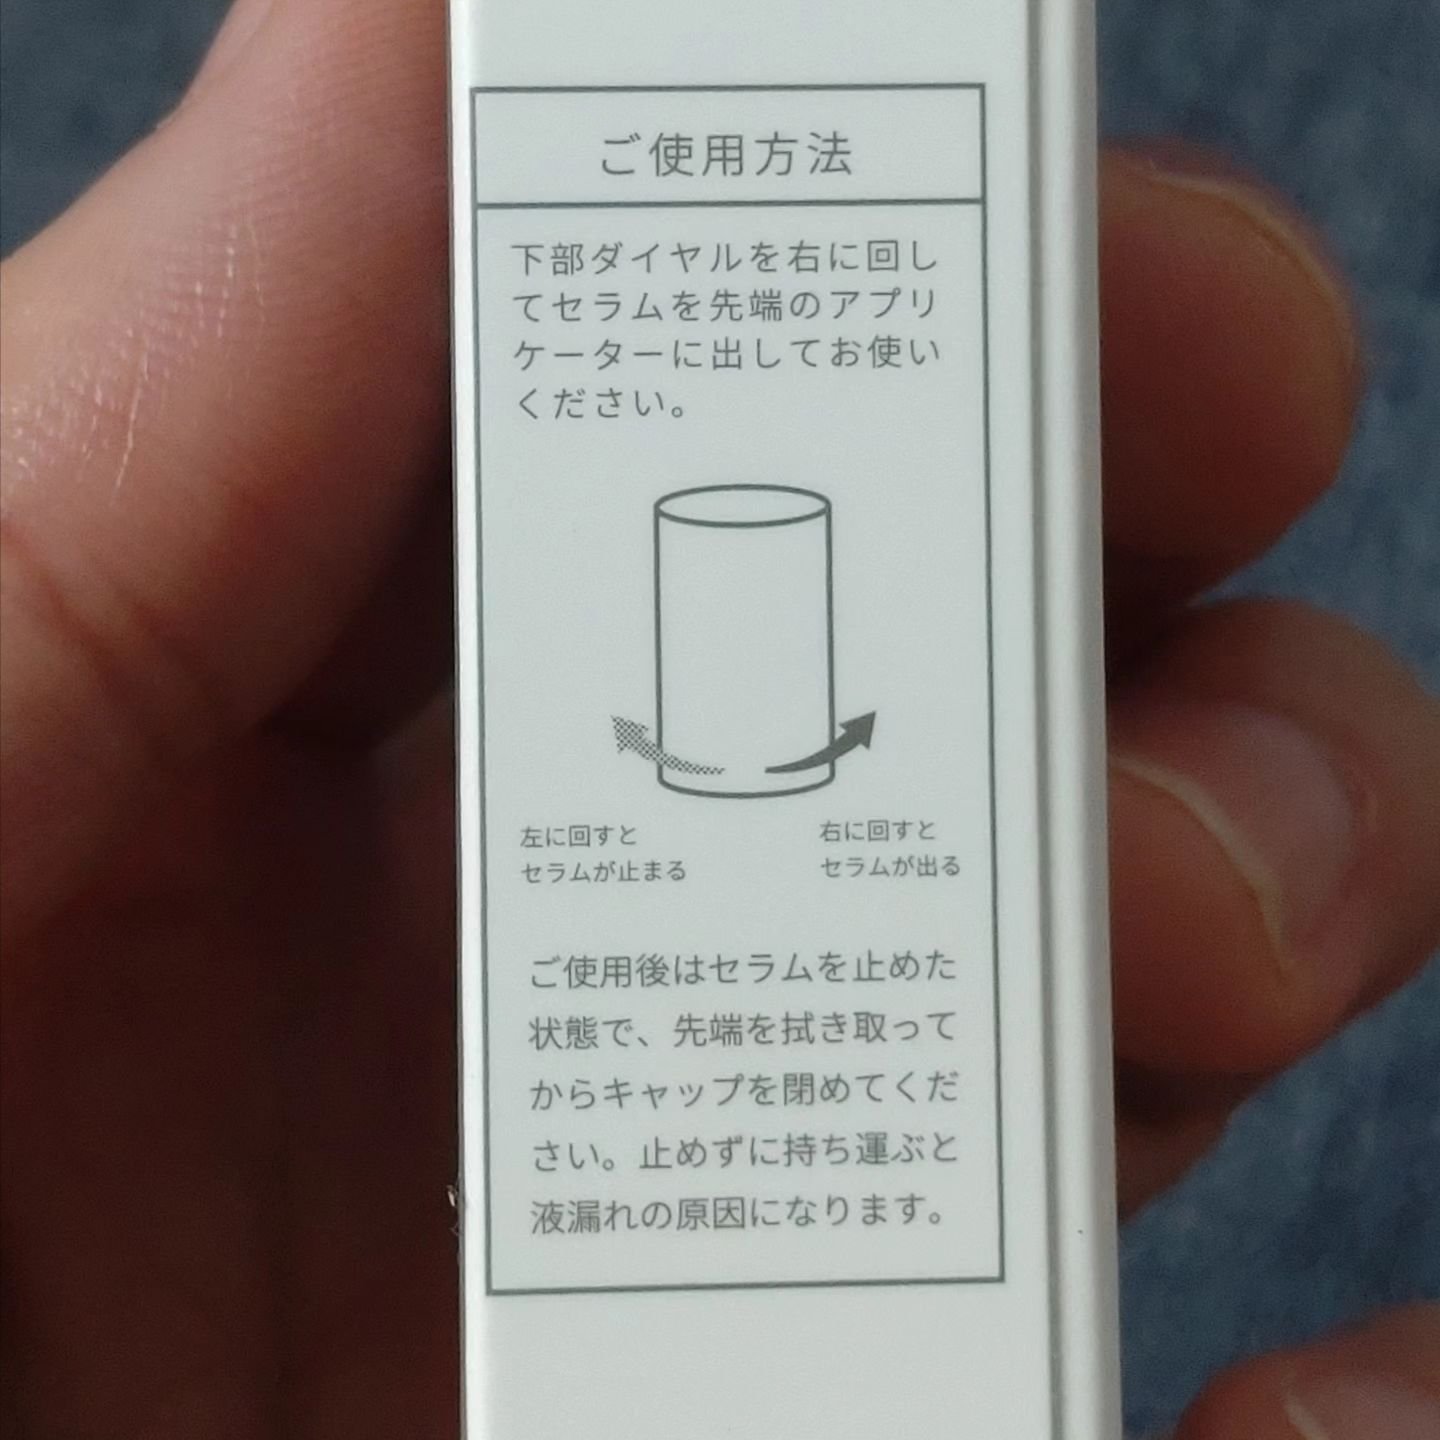 ご使用方法
下部ダイヤルを右に回し
てセラムを先端のアプリ
ケーターに出してお使い
ください。
左に回すと
セラムが止まる
右に回すと
セラムが出る
ご使用後はセラムを止めた
状態で、先端を拭き取って
からキャップを閉めてくだ
さい。止めずに持ち運ぶと
液漏れの原因になります。